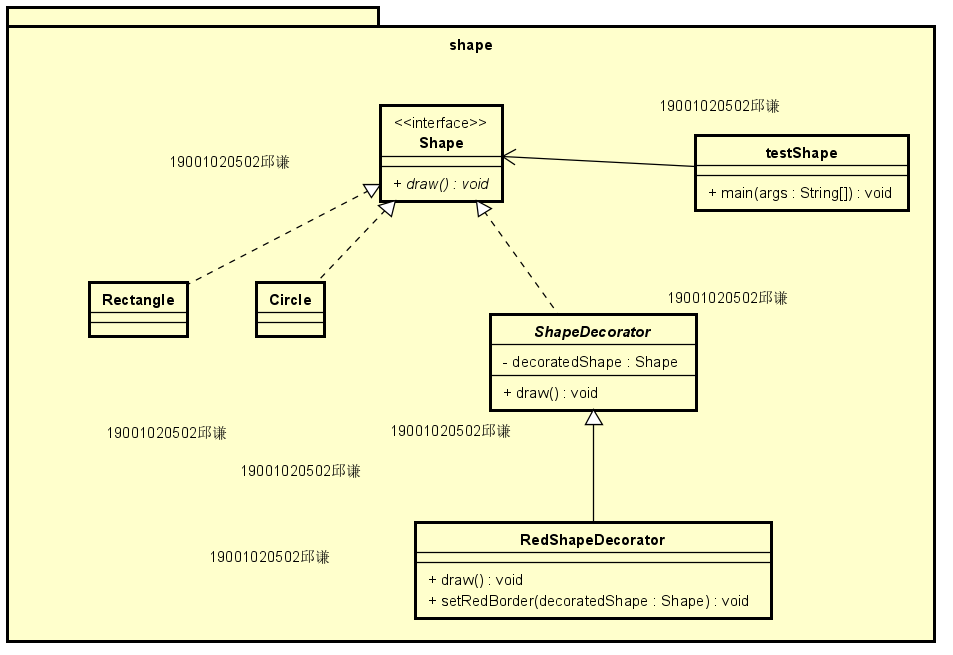 shape
19001020502邱谦
<<interface>>
Shape
+ draw() : void
19001020502邱谦
testShape
+ main(args : String[]) : void
Rectangle
Circle
19001020502邱谦
ShapeDecorator
- decoratedShape : Shape
+ draw() : void
19001020502邱谦
19001020502邱谦
19001020502邱谦
RedShapeDecorator
+ draw() : void
+ setRedBorder(decoratedShape : Shape) : void
19001020502邱谦